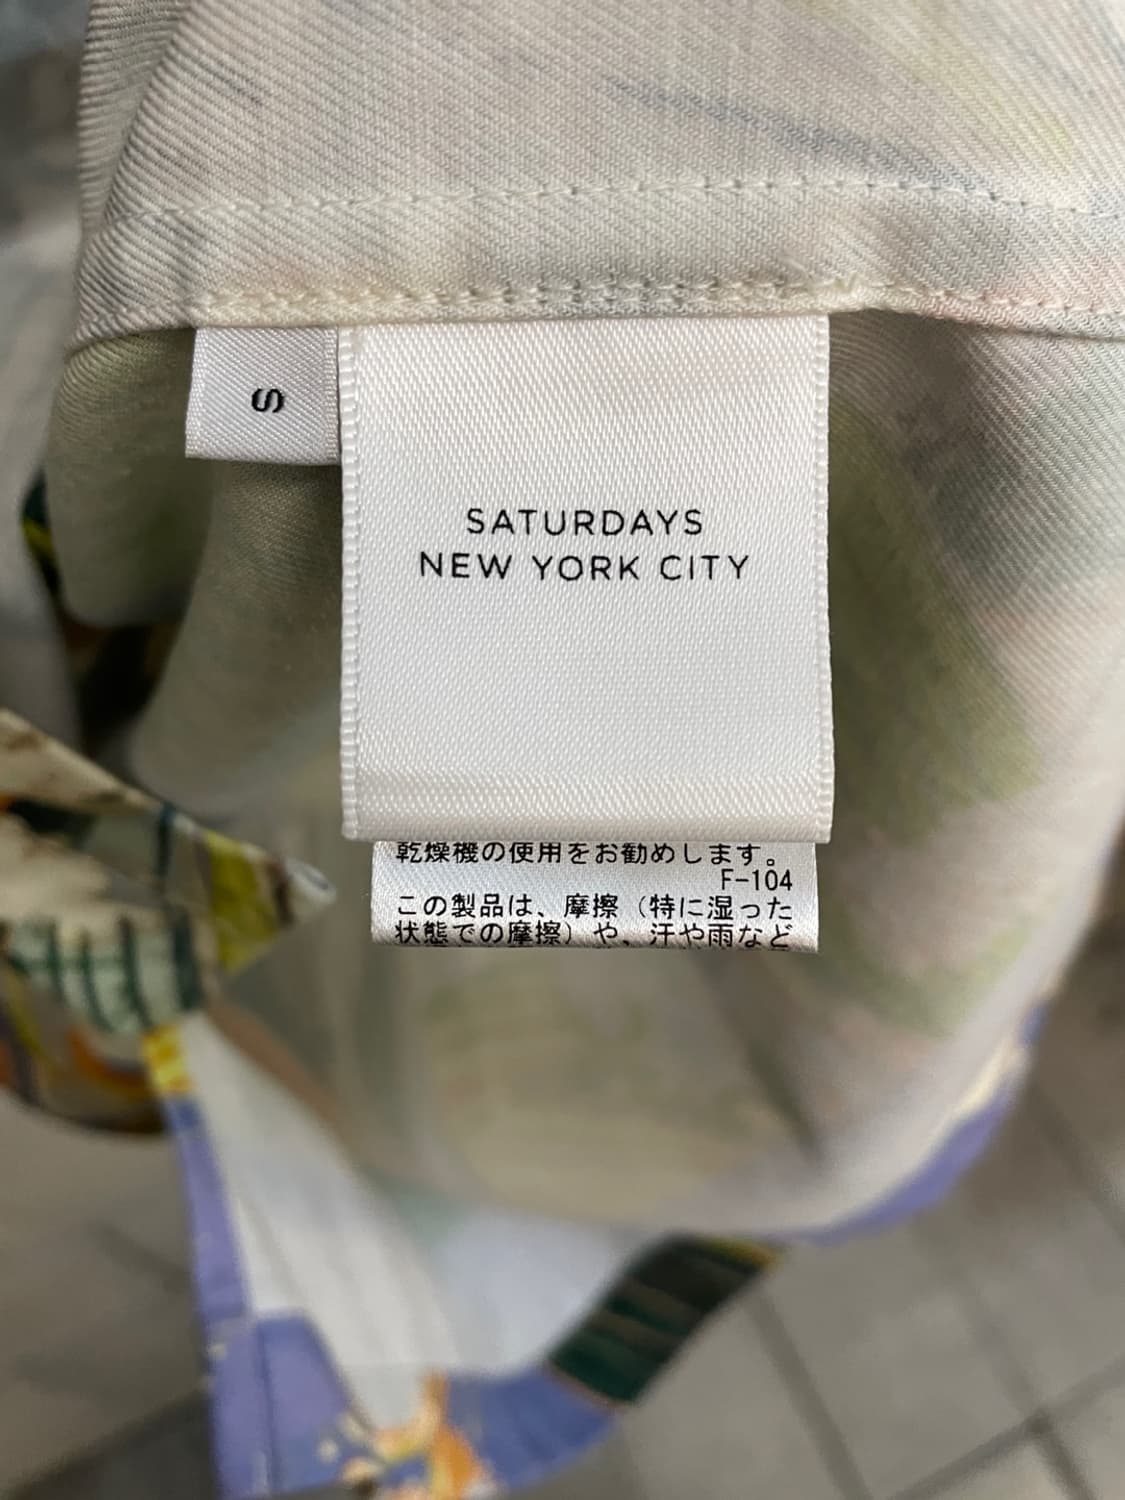 S
SATURDAYS
NEW YORK CITY
乾燥機の使用をお勧めします。
F-104
この製品は、摩擦（特に湿った
状態での摩擦）や、汗や雨など